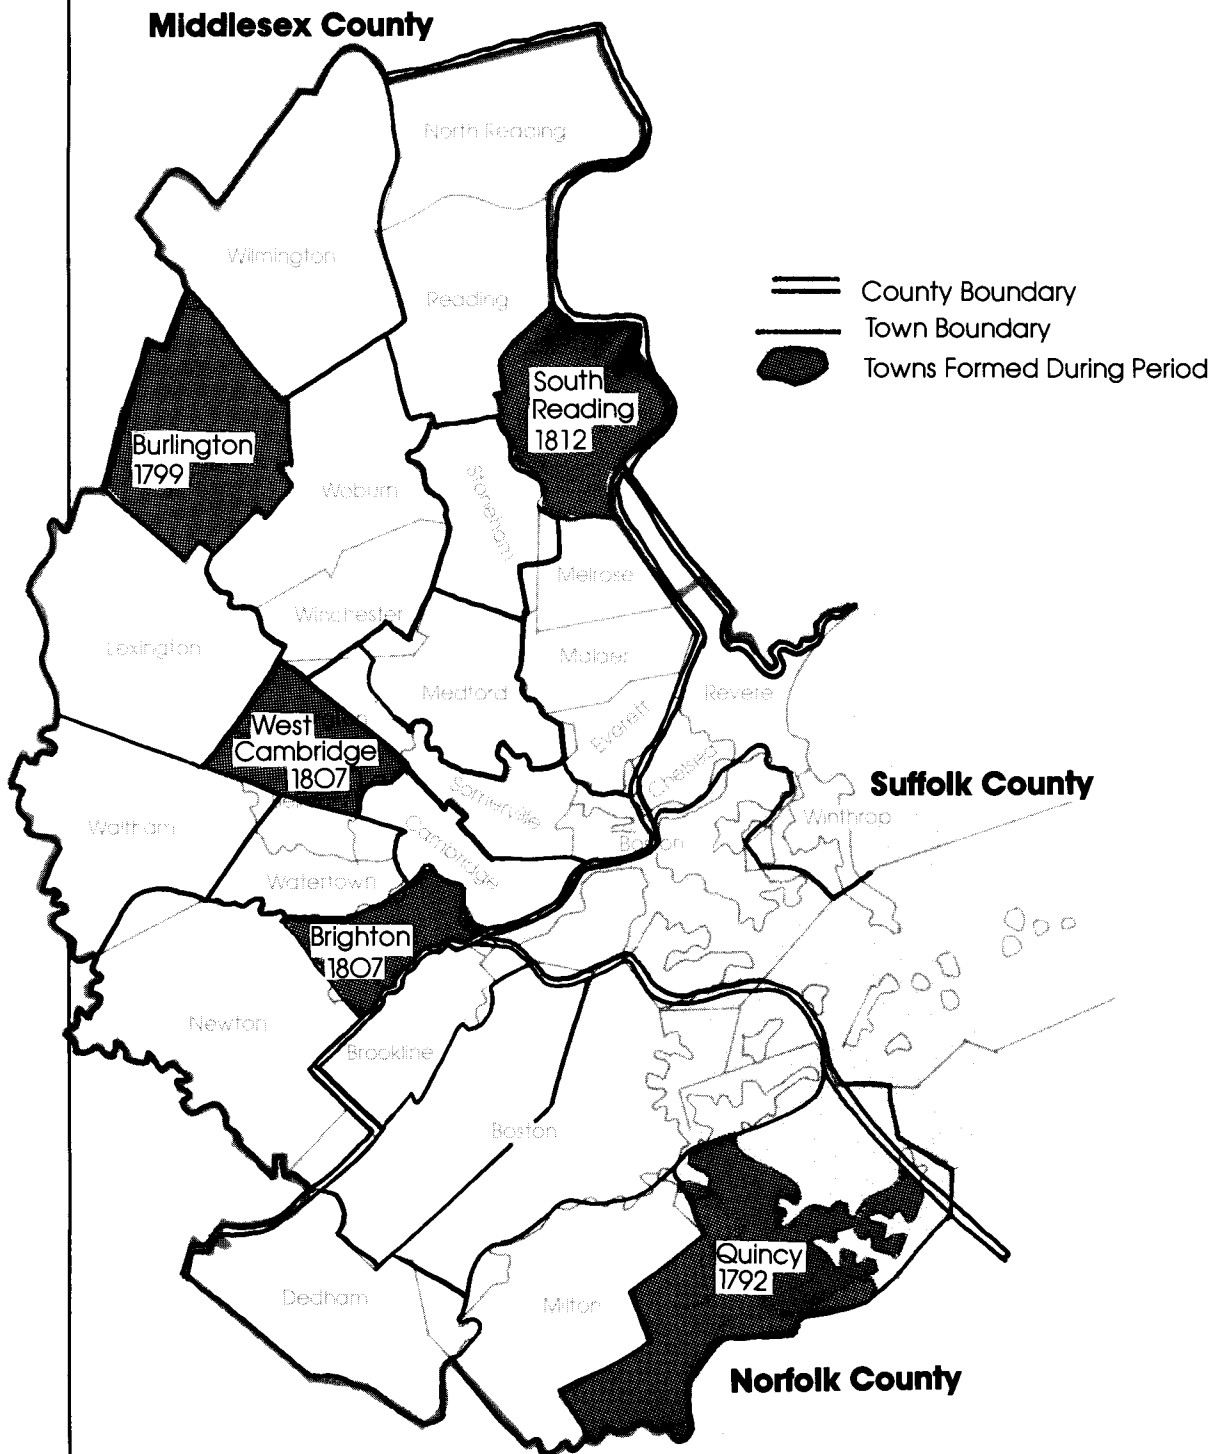 Middlesex County
North Reading
Wilmington
Reading
County Boundary
Town Boundary
Towns Formed During Period
South
Reading
1812
Burlington
1799
Woburn
Stoneham
Melrose
Winchester
Lexington
Malden
Medford
Revere
West
Cambridge
1807
Everett
Chelsea
Suffolk County
Somerville
Waltham
Winthrop
Cambridge
Boston
Watertown
Brighton
1807
Newton
Brookline
Boston
Quincy
1792
Dedham
Milton
Norfolk County